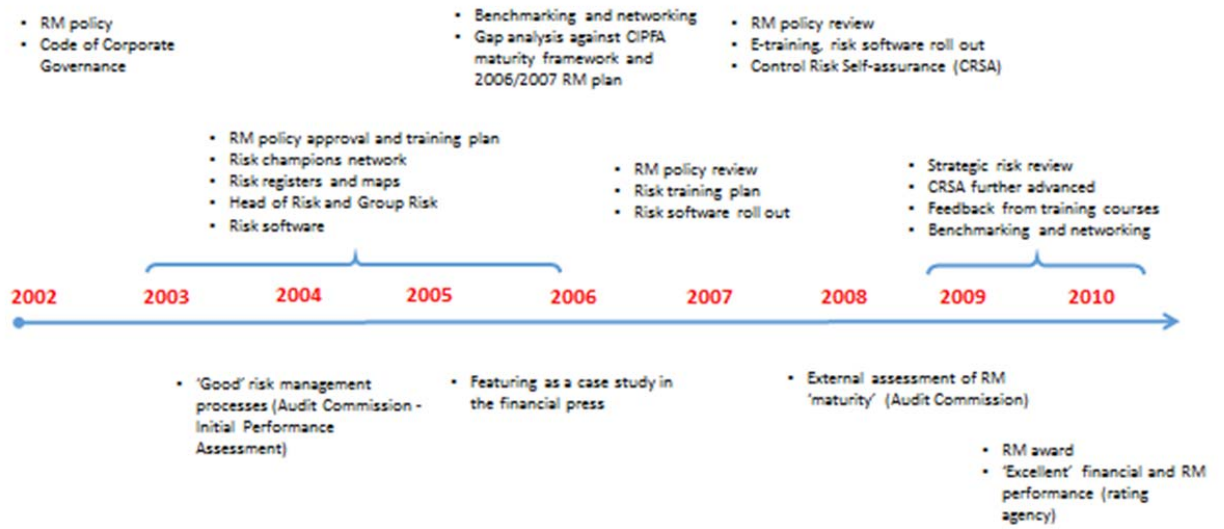 • RM policy
• Code of Corporate
Governance
• Benchmarking and networking
• Gap analysis against CIPFA
maturity framework and
2006/2007 RM plan
• RM policy review
• E-training, risk software roll out
• Control Risk Self-assurance (CRSA)
• RM policy approval and training plan
• Risk champions network
• Risk registers and maps
• Head of Risk and Group Risk
• Risk software
• RM policy review
• Risk training plan
• Risk software roll out
• Strategic risk review
• CRSA further advanced
• Feedback from training courses
• Benchmarking and networking
2002 2003 2004 2005 2006 2007 2008 2009 2010
• 'Good' risk management
processes (Audit Commission -
Initial Performance
Assessment)
• Featuring as a case study in
the financial press
• External assessment of RM
'maturity' (Audit Commission)
• RM award
• 'Excellent' financial and RM
performance (rating
agency)